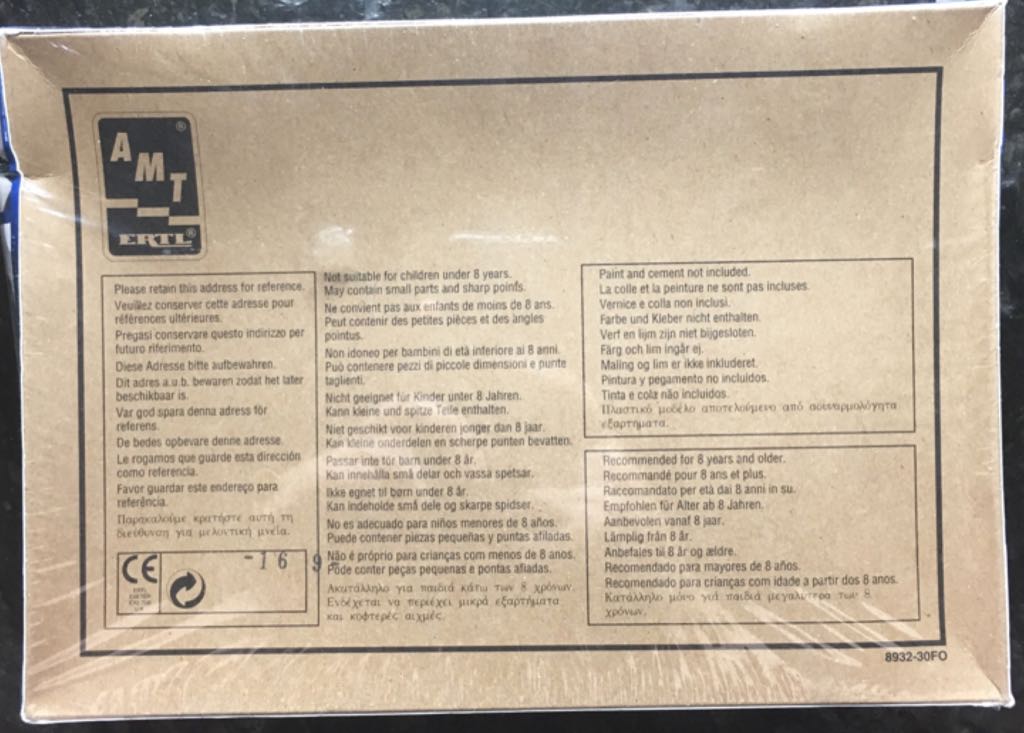 AMT®
ERTL®
Please retain this address for reference.
Veuillez conserver cette adresse pour
références ultérieures.
Pregasi conservare questo indirizzo per
futuro riferimento.
Diese Adresse bitte aufbewahren.
Dit adres a.u.b. bewaren zodat het later
beschikbaar is.
Var god spara denna adress för
referens.
De bedes opbevare denne adresse.
Le rogamos que guarde esta dirección
como referencia.
Favor guardar este endereço para
referência.
Παρακαλούμε κρατήστε αυτή τη
διεύθυνση για μελοντική μνεία.
CE
-16 9
Not suitable for children under 8 years.
May contain small parts and sharp points.
Ne convient pas aux enfants de moins de 8 ans.
Peut contenir des petites pièces et des angles
pointus.
Non idoneo per bambini di età inferiore ai 8 anni.
Può contenere pezzi di piccole dimensioni e punte
taglienti.
Nicht geeignet für Kinder unter 8 Jahren.
Kann kleine und spitze Teile enthalten.
Niet geschikt voor kinderen jonger dan 8 jaar.
Kan kleine onderdelen en scherpe punten bevatten.
Passar inte för barn under 8 år.
Kan innehålla små delar och vassa spetsar.
Ikke egnet til børn under 8 år.
Kan indeholde små dele og skarpe spidser.
No es adecuado para niños menores de 8 años.
Puede contener piezas pequeñas y puntas afiladas.
Não é próprio para crianças com menos de 8 anos.
Pode conter peças pequenas e pontas afiadas.
Ακατάλληλο για παιδιά κάτω των 8 χρόνων.
Ενδέχεται να περιέχει μικρά εξαρτήματα
και κοφτερές αιχμές.
Paint and cement not included.
La colle et la peinture ne sont pas incluses.
Vernice e colla non inclusi.
Farbe und Kleber nicht enthalten.
Verf en lijm zijn niet bijgesloten.
Färg och lim ingår ej.
Maling og lim er ikke inkluderet.
Pintura y pegamento no incluidos.
Tinta e cola não incluidos.
Πλαστικό μοδέλο αποτελούμενο από ασυναρμολόγητα
εξαρτήματα.
Recommended for 8 years and older.
Recommandé pour 8 ans et plus.
Raccomandato per età dai 8 anni in su.
Empfohlen für Alter ab 8 Jahren.
Aanbevolen vanaf 8 jaar.
Lämplig från 8 år.
Anbefales til 8 år og ældre.
Recomendado para mayores de 8 años.
Recomendado para crianças com idade a partir dos 8 anos.
Κατάλληλο μόνο γιά παιδιά μεγαλύτερα των 8
χρόνων.
8932-30FO